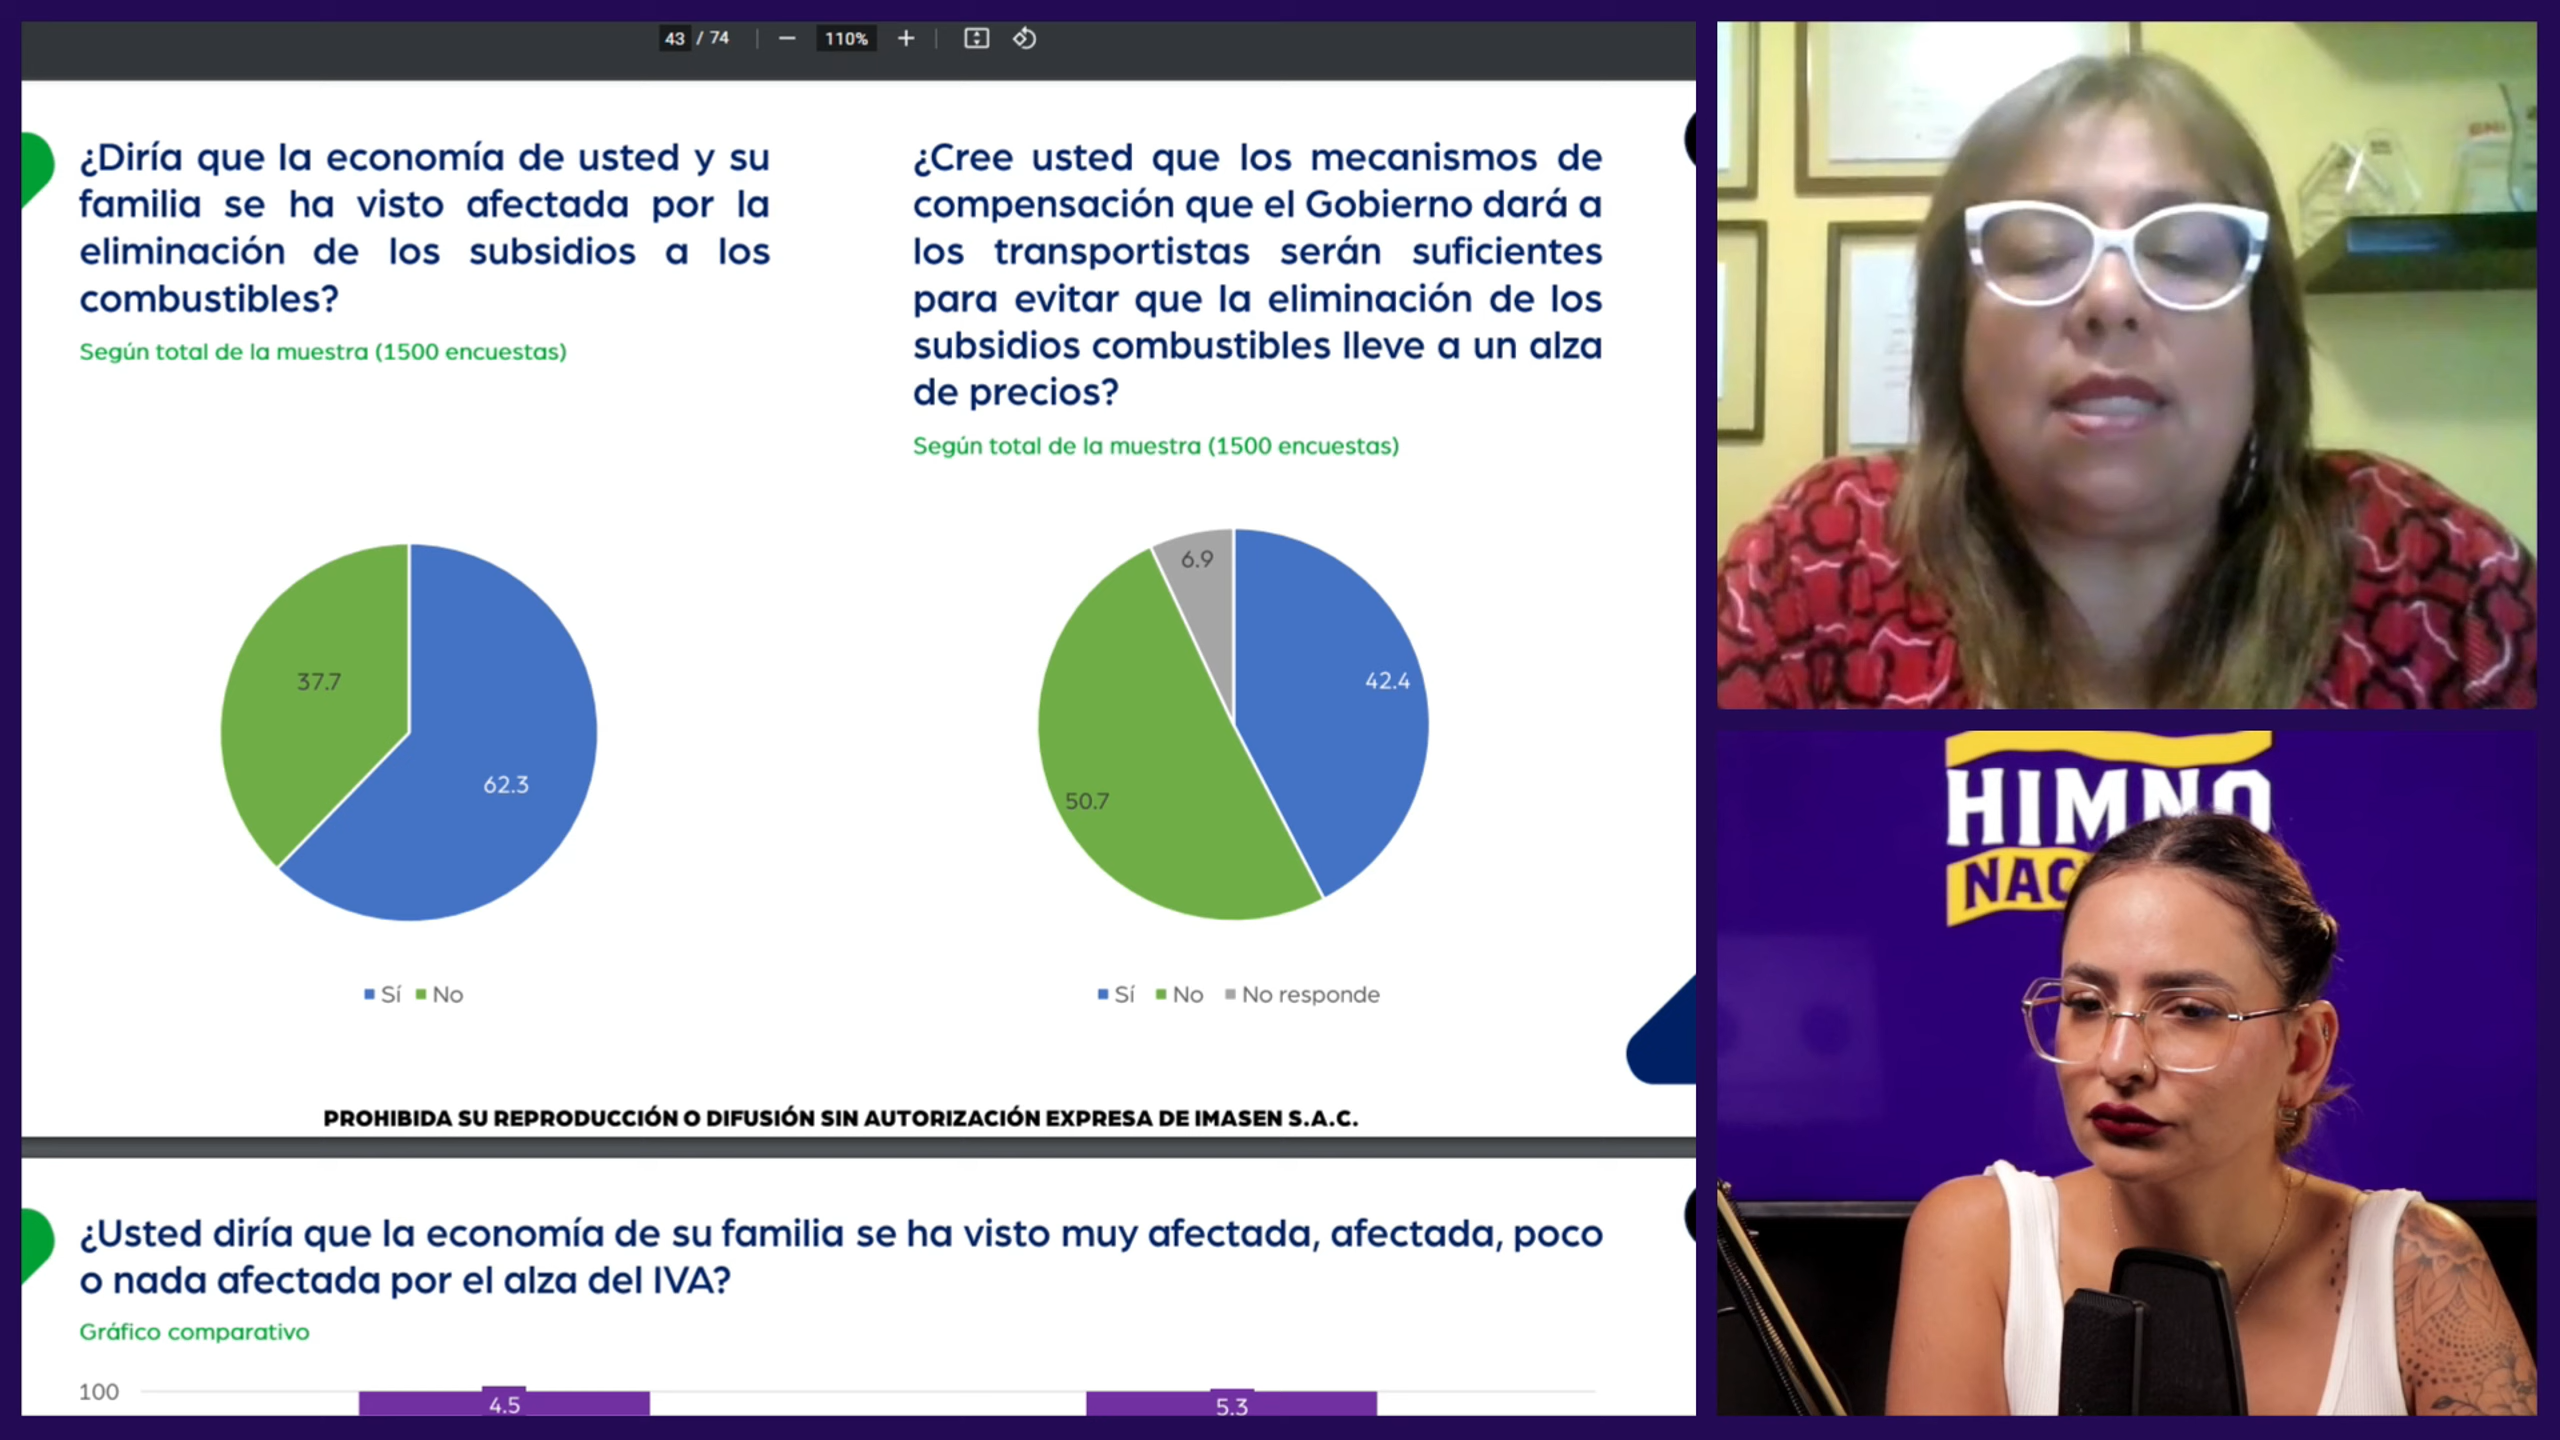 43 / 74 — 110% +
¿Diría que la economía de usted y su
familia se ha visto afectada por la
eliminación de los subsidios a los
combustibles?
Según total de la muestra (1500 encuestas)
37.7
62.3
Sí No
¿Cree usted que los mecanismos de
compensación que el Gobierno dará a
los transportistas serán suficientes
para evitar que la eliminación de los
subsidios combustibles lleve a un alza
de precios?
Según total de la muestra (1500 encuestas)
6.9
42.4
50.7
Sí No No responde
PROHIBIDA SU REPRODUCCIÓN O DIFUSIÓN SIN AUTORIZACIÓN EXPRESA DE IMASEN S.A.C.
¿Usted diría que la economía de su familia se ha visto muy afectada, afectada, poco
o nada afectada por el alza del IVA?
Gráfico comparativo
100
4.5
5.3
HIMNO
NAC